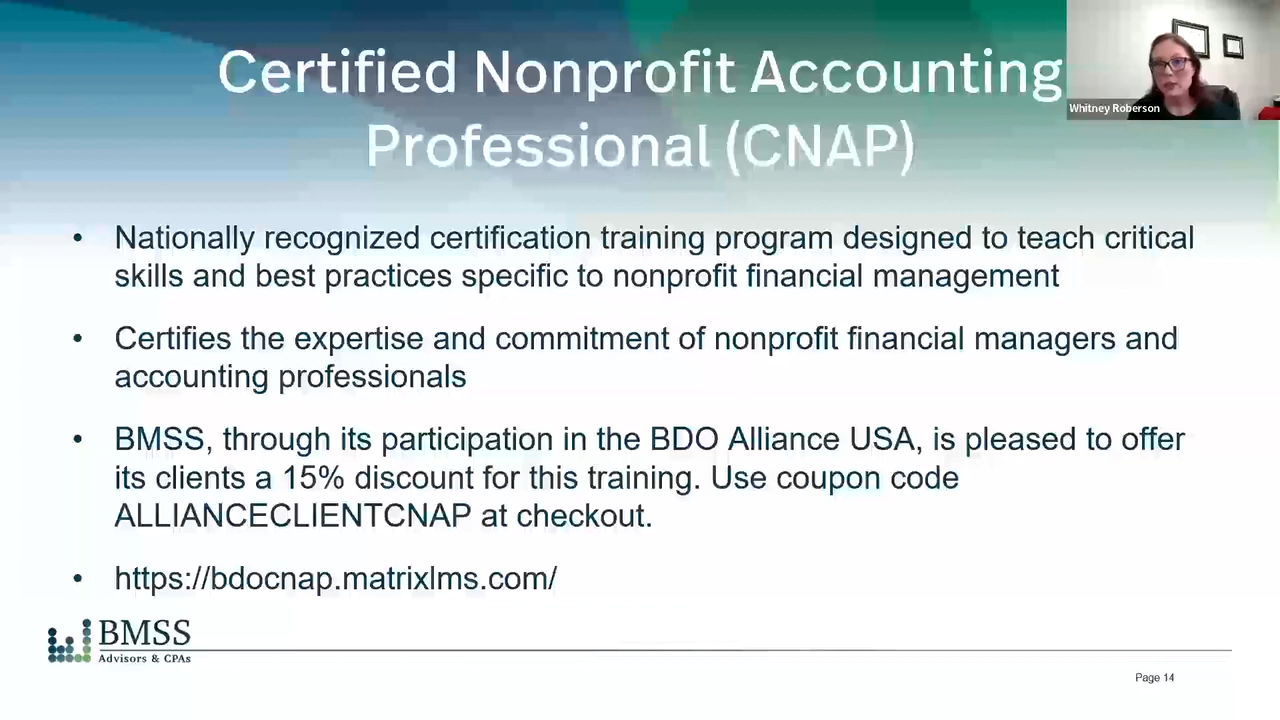 Certified Nonprofit Accounting
Professional (CNAP)
Whitney Roberson
• Nationally recognized certification training program designed to teach critical
skills and best practices specific to nonprofit financial management
• Certifies the expertise and commitment of nonprofit financial managers and
accounting professionals
• BMSS, through its participation in the BDO Alliance USA, is pleased to offer
its clients a 15% discount for this training. Use coupon code
ALLIANCECLIENTCNAP at checkout.
• https://bdocnap.matrixlms.com/
BMSS
Advisors & CPAs
Page 14